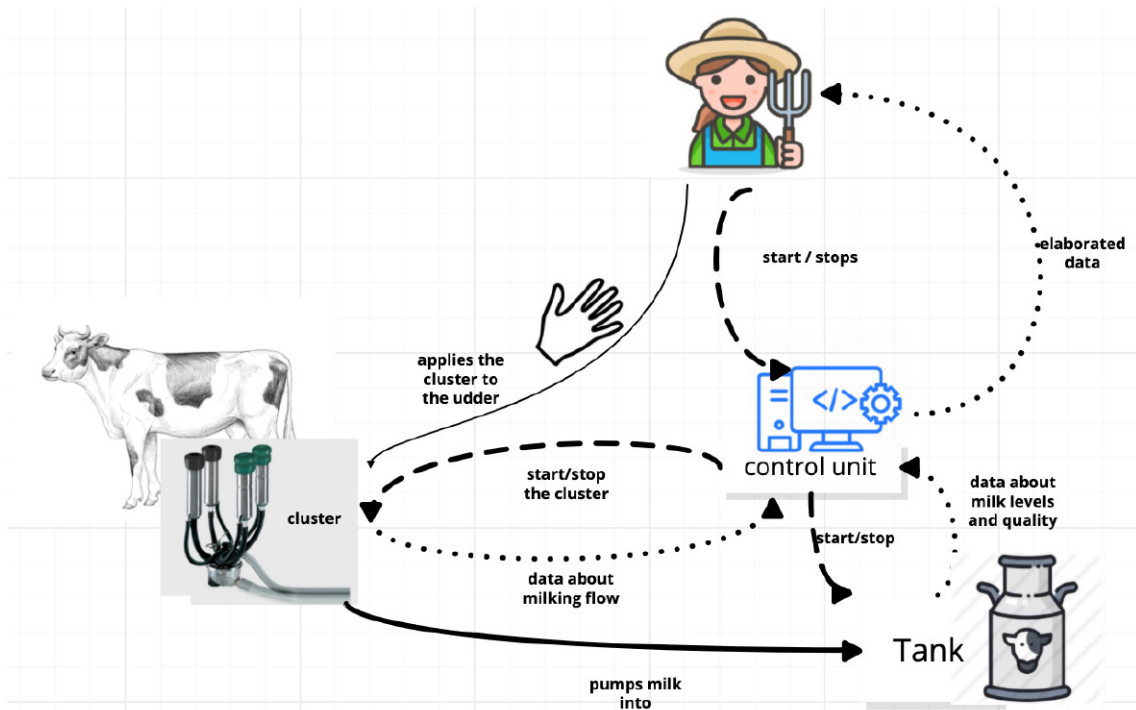 start / stops
elaborated
data
applies the
cluster to
the udder
</>
control unit
start/stop
the cluster
data about
milk levels
and quality
cluster
start/stop
data about
milking flow
Tank
pumps milk
into